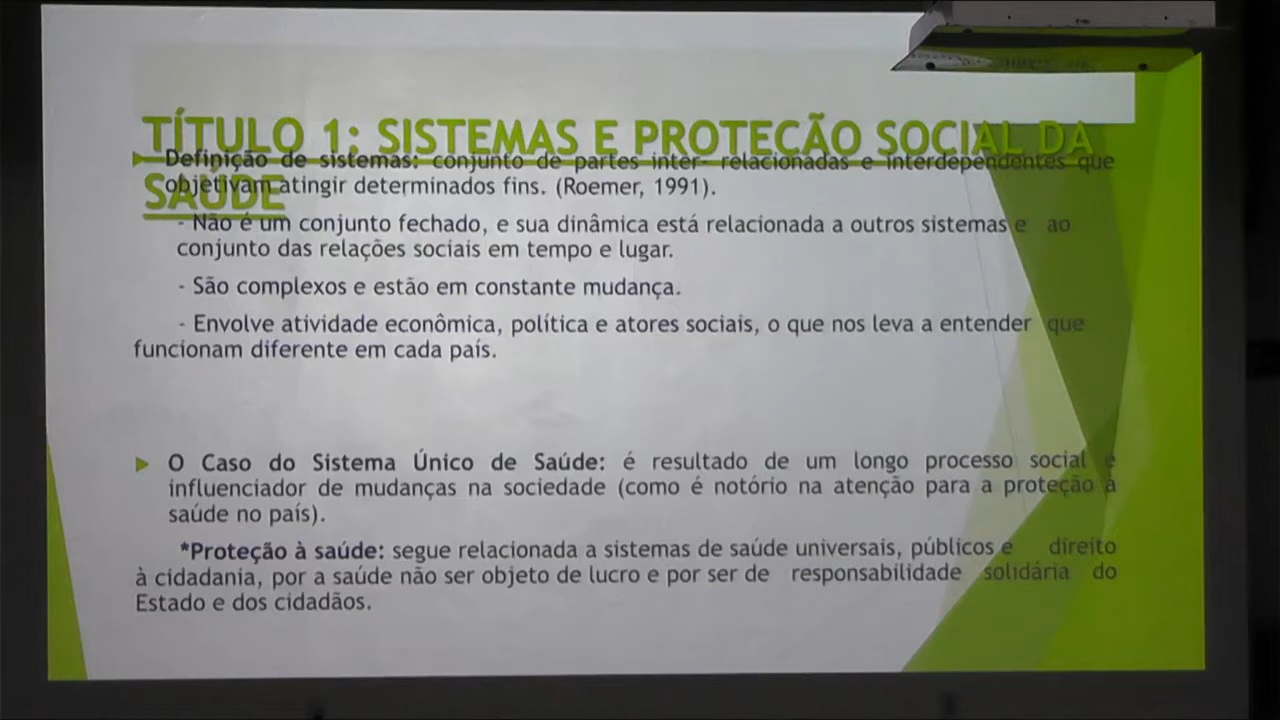 TÍTULO 1: SISTEMAS E PROTEÇÃO SOCIAL DA
SAÚDE
Definição de sistemas: conjunto de partes inter- relacionadas e interdependentes que
objetivam atingir determinados fins. (Roemer, 1991).
- Não é um conjunto fechado, e sua dinâmica está relacionada a outros sistemas e ao
conjunto das relações sociais em tempo e lugar.
- São complexos e estão em constante mudança.
- Envolve atividade econômica, política e atores sociais, o que nos leva a entender que
funcionam diferente em cada país.
O Caso do Sistema Único de Saúde: é resultado de um longo processo social e
influenciador de mudanças na sociedade (como é notório na atenção para a proteção à
saúde no país).
*Proteção à saúde: segue relacionada a sistemas de saúde universais, públicos e direito
à cidadania, por a saúde não ser objeto de lucro e por ser de responsabilidade solidária do
Estado e dos cidadãos.